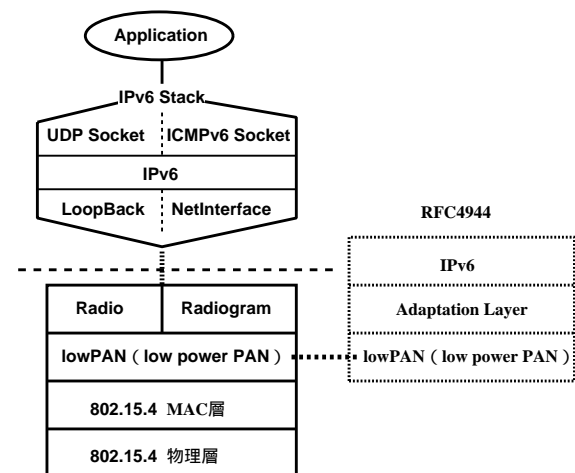 Application
IPv6 Stack
UDP Socket ICMPv6 Socket
IPv6
LoopBack NetInterface
Radio Radiogram
lowPAN（low power PAN）
802.15.4 MAC層
802.15.4 物理層
RFC4944
IPv6
Adaptation Layer
lowPAN（low power PAN）